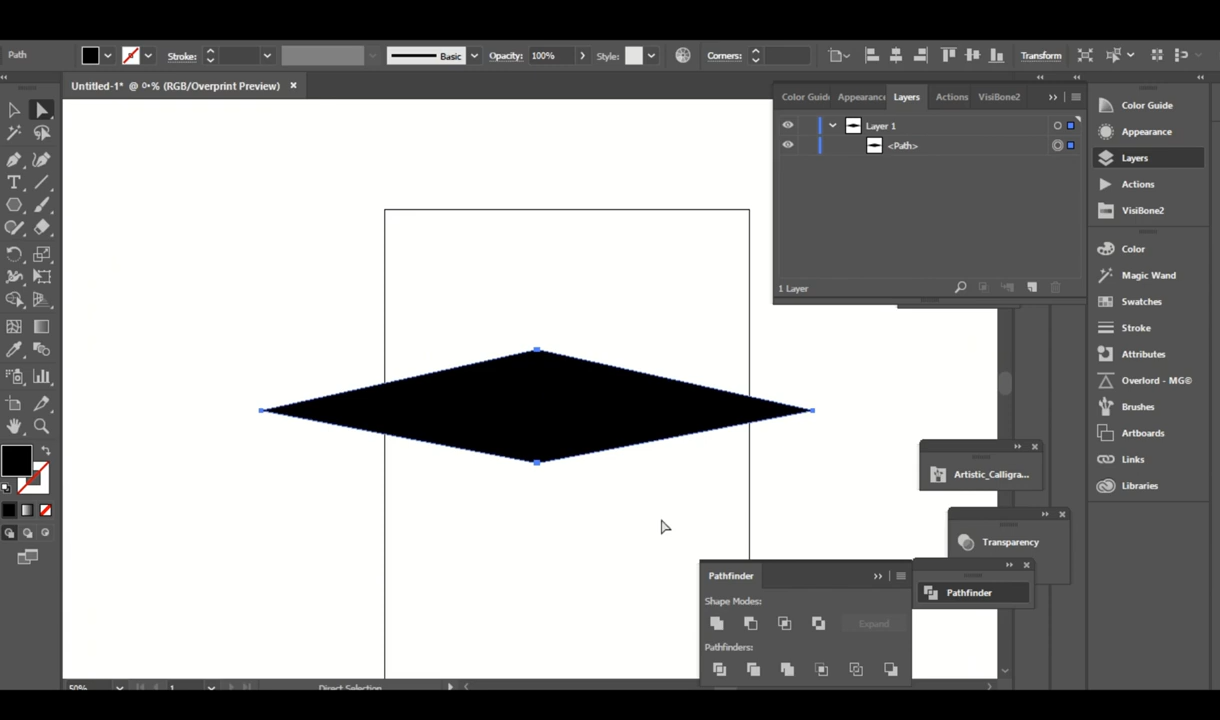 Path
Stroke:
Basic
Opacity:
100%
Style:
Corners:
Transform
Untitled-1* @ (RGB/Overprint Preview)
Color Guide
Appearance
Layers
Actions
VisiBone2
Layer 1
<Path>
1 Layer
Color Guide
Appearance
Layers
Actions
VisiBone2
Color
Magic Wand
Swatches
Stroke
Attributes
Overlord - MG®
Brushes
Artboards
Links
Libraries
Artistic_Calligra...
Transparency
Pathfinder
Pathfinder
Shape Modes:
Expand
Pathfinders:
50%
1
Direct Selection